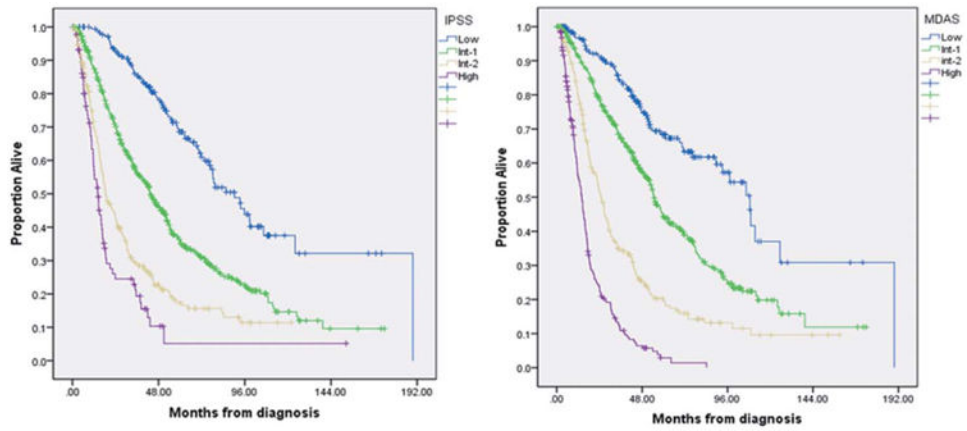 IPSS
Low
Int-1
Int-2
High
Proportion Alive
1.0
0.9
0.8
0.7
0.6
0.5
0.4
0.3
0.2
0.1
0.0
.00
48.00
96.00
144.00
192.00
Months from diagnosis
MDAS
Low
Int-1
int-2
High
Proportion Alive
1.0
0.9
0.8
0.7
0.6
0.5
0.4
0.3
0.2
0.1
0.0
.00
48.00
96.00
144.00
192.00
Months from diagnosis